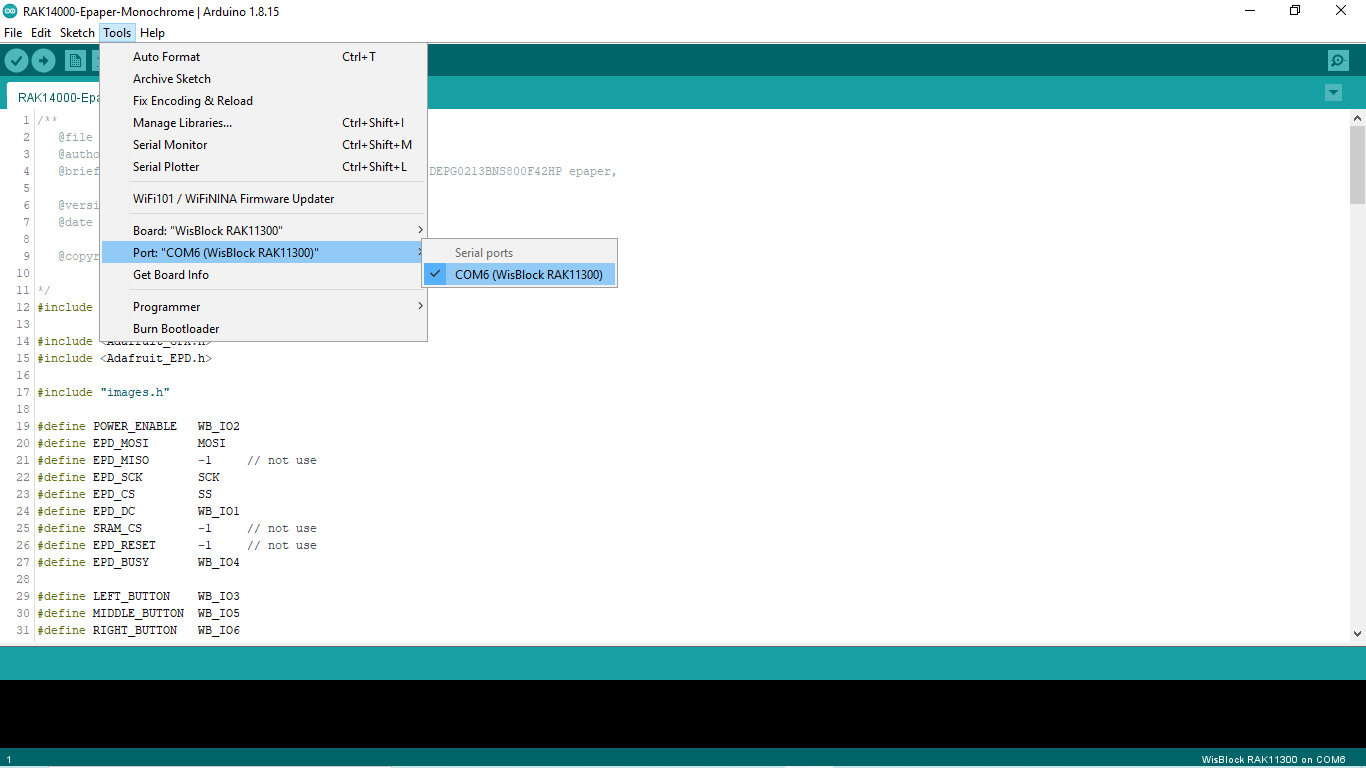 RAK14000-Epaper-Monochrome | Arduino 1.8.15
File Edit Sketch Tools Help
Auto Format Ctrl+T
Archive Sketch
Fix Encoding & Reload
Manage Libraries... Ctrl+Shift+I
Serial Monitor Ctrl+Shift+M
Serial Plotter Ctrl+Shift+L
WiFi101 / WiFiNINA Firmware Updater
Board: "WisBlock RAK11300"
Port: "COM6 (WisBlock RAK11300)"
Get Board Info
Programmer
Burn Bootloader
Serial ports
COM6 (WisBlock RAK11300)
RAK14000-Epa
1 /**
2 @file
3 @autho
4 @brief DEPG0213BNS800F42HP epaper,
5
6 @versi
7 @date
8
9 @copyr
10
11 */
12 #include
13
14 #include <Adafruit_GFX.h>
15 #include <Adafruit_EPD.h>
16
17 #include "images.h"
18
19 #define POWER_ENABLE WB_IO2
20 #define EPD_MOSI MOSI
21 #define EPD_MISO -1 // not use
22 #define EPD_SCK SCK
23 #define EPD_CS SS
24 #define EPD_DC WB_IO1
25 #define SRAM_CS -1 // not use
26 #define EPD_RESET -1 // not use
27 #define EPD_BUSY WB_IO4
28
29 #define LEFT_BUTTON WB_IO3
30 #define MIDDLE_BUTTON WB_IO5
31 #define RIGHT_BUTTON WB_IO6
1 WisBlock RAK11300 on COM6